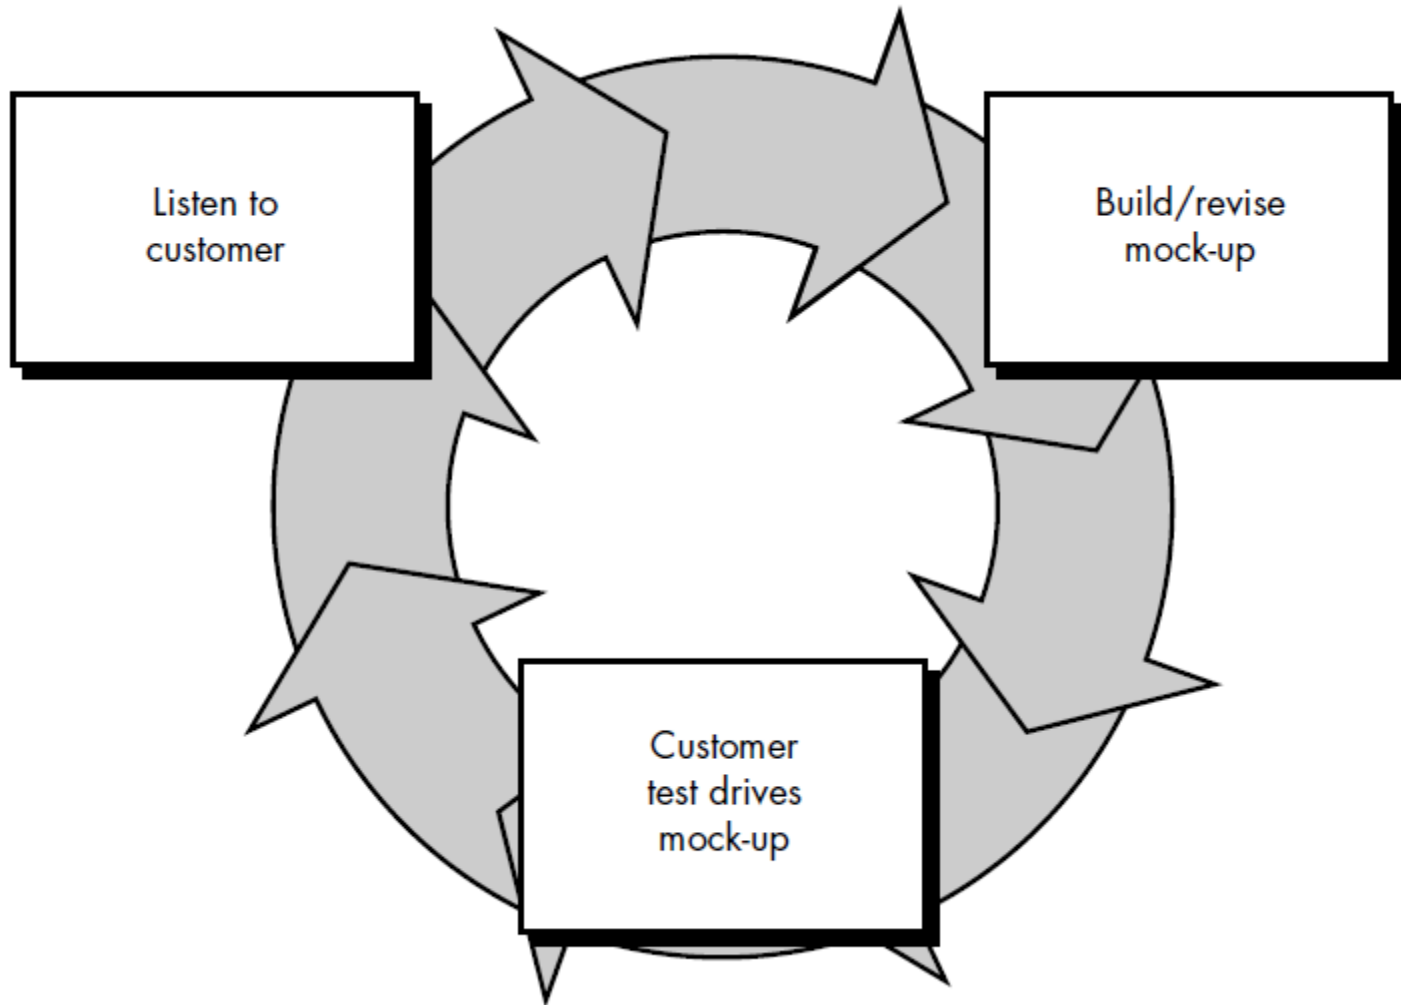 Listen to
customer
Build/revise
mock-up
Customer
test drives
mock-up